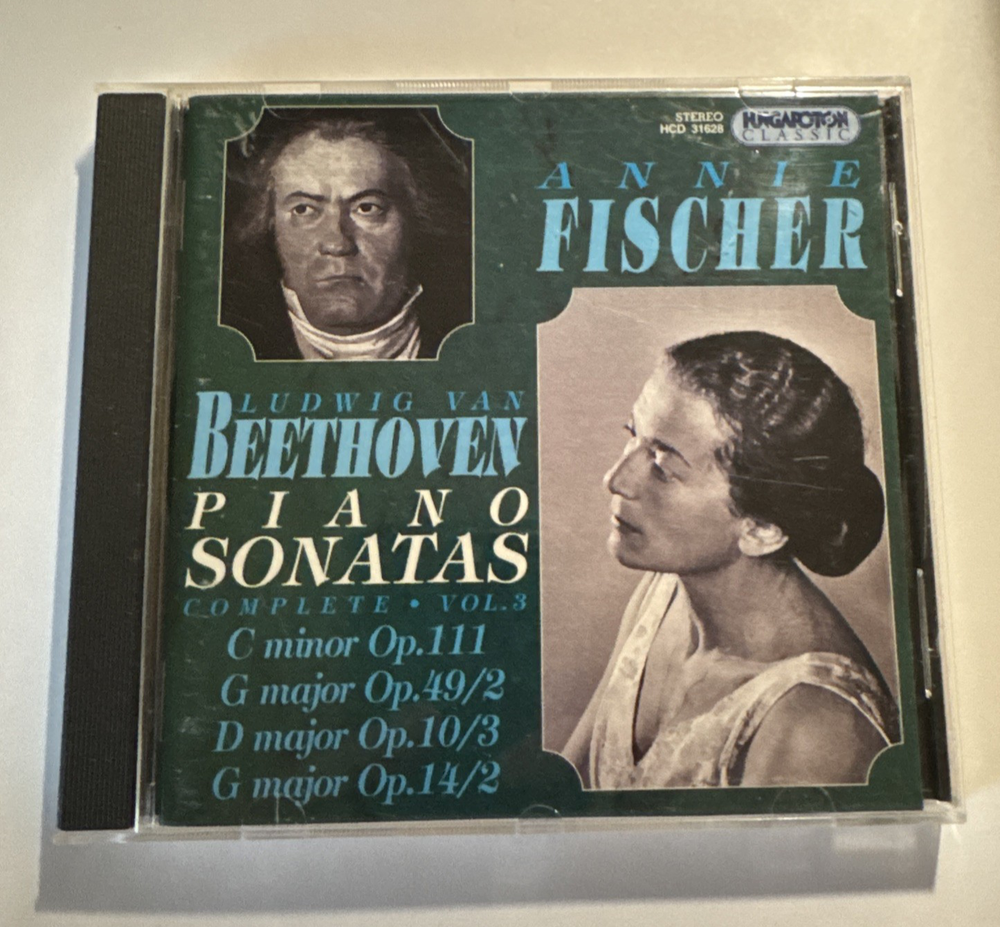 STEREO
HCD 31628
HUNGAROTON
CLASSIC
ANNIE
FISCHER
LUDWIG VAN
BEETHOVEN
PIANO
SONATAS
COMPLETE • VOL.3
C minor Op.111
G major Op.49/2
D major Op.10/3
G major Op.14/2